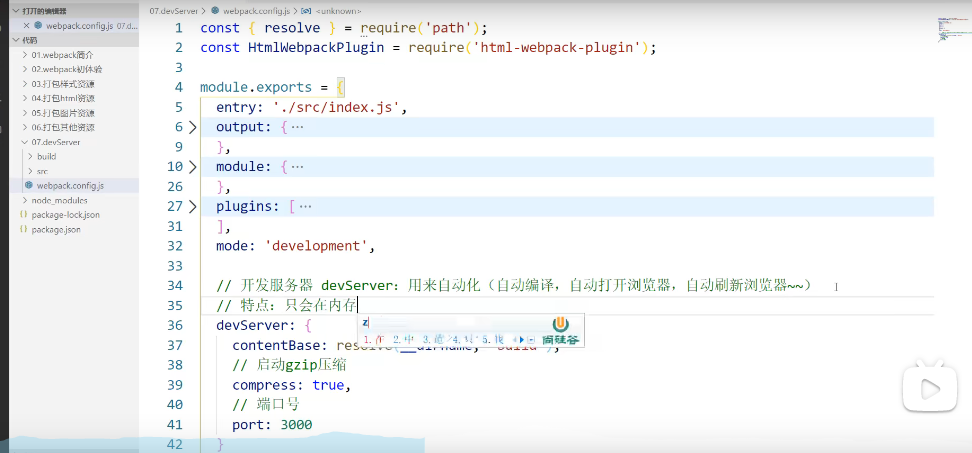 打开的编辑器
webpack.config.js 07.d...
代码
01.webpack简介
02.webpack初体验
03.打包样式资源
04.打包html资源
05.打包图片资源
06.打包其他资源
07.devServer
build
src
webpack.config.js
node_modules
package-lock.json
package.json
07.devServer > webpack.config.js > <unknown>
1 const { resolve } = require('path');
2 const HtmlWebpackPlugin = require('html-webpack-plugin');
3
4 module.exports = {
5 entry: './src/index.js',
6 output: { ...
9 },
10 module: { ...
26 },
27 plugins: [ ...
31 ],
32 mode: 'development',
33
34 // 开发服务器 devServer：用来自动化（自动编译，自动打开浏览器，自动刷新浏览器~~）
35 // 特点：只会在内存
z
1.在 2.中 3. 4. 5.
尚硅谷
36 devServer: {
37 contentBase: resolve(__dirname, 'build'),
38 // 启动gzip压缩
39 compress: true,
40 // 端口号
41 port: 3000
42 }